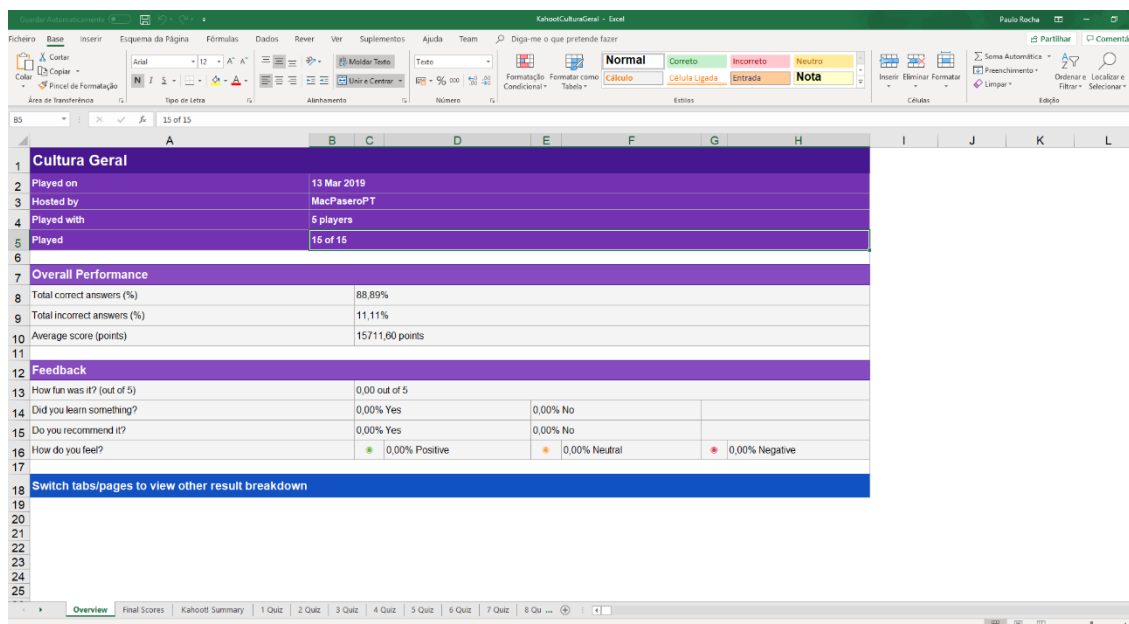 Guardar Automaticamente
KahootCulturaGeral - Excel
Paulo Rocha
Ficheiro Base Inserir Esquema da Página Fórmulas Dados Rever Ver Suplementos Ajuda Team Diga-me o que pretende fazer
Partilhar Comentá
Colar
Cortar
Copiar
Pincel de Formatação
Área de Transferência
Arial 12 A^ A˅
N I S A
Tipo de Letra
Moldar Texto
Unir e Centrar
Alinhamento
Texto
% 000
Número
Formatação Condicional
Formatar como Tabela
Normal Correto Incorreto Neutro
Cálculo Célula Ligada Entrada Nota
Estilos
Inserir Eliminar Formatar
Células
Soma Automática
Preenchimento
Limpar
Ordenar e Filtrar
Localizar e Selecionar
Edição
B5 fx 15 of 15
A B C D E F G H I J K L
1 Cultura Geral
2 Played on 13 Mar 2019
3 Hosted by MacPaseroPT
4 Played with 5 players
5 Played 15 of 15
6
7 Overall Performance
8 Total correct answers (%) 88,89%
9 Total incorrect answers (%) 11,11%
10 Average score (points) 15711,60 points
11
12 Feedback
13 How fun was it? (out of 5) 0,00 out of 5
14 Did you learn something? 0,00% Yes 0,00% No
15 Do you recommend it? 0,00% Yes 0,00% No
16 How do you feel? 0,00% Positive 0,00% Neutral 0,00% Negative
17
18 Switch tabs/pages to view other result breakdown
19
20
21
22
23
24
25
Overview Final Scores Kahoot! Summary 1 Quiz 2 Quiz 3 Quiz 4 Quiz 5 Quiz 6 Quiz 7 Quiz 8 Qu ...